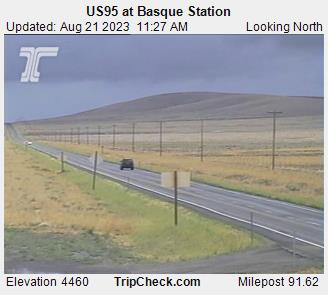 US95 at Basque Station
Updated: Aug 21 2023 11:27 AM Looking North
Elevation 4460 TripCheck.com Milepost 91.62